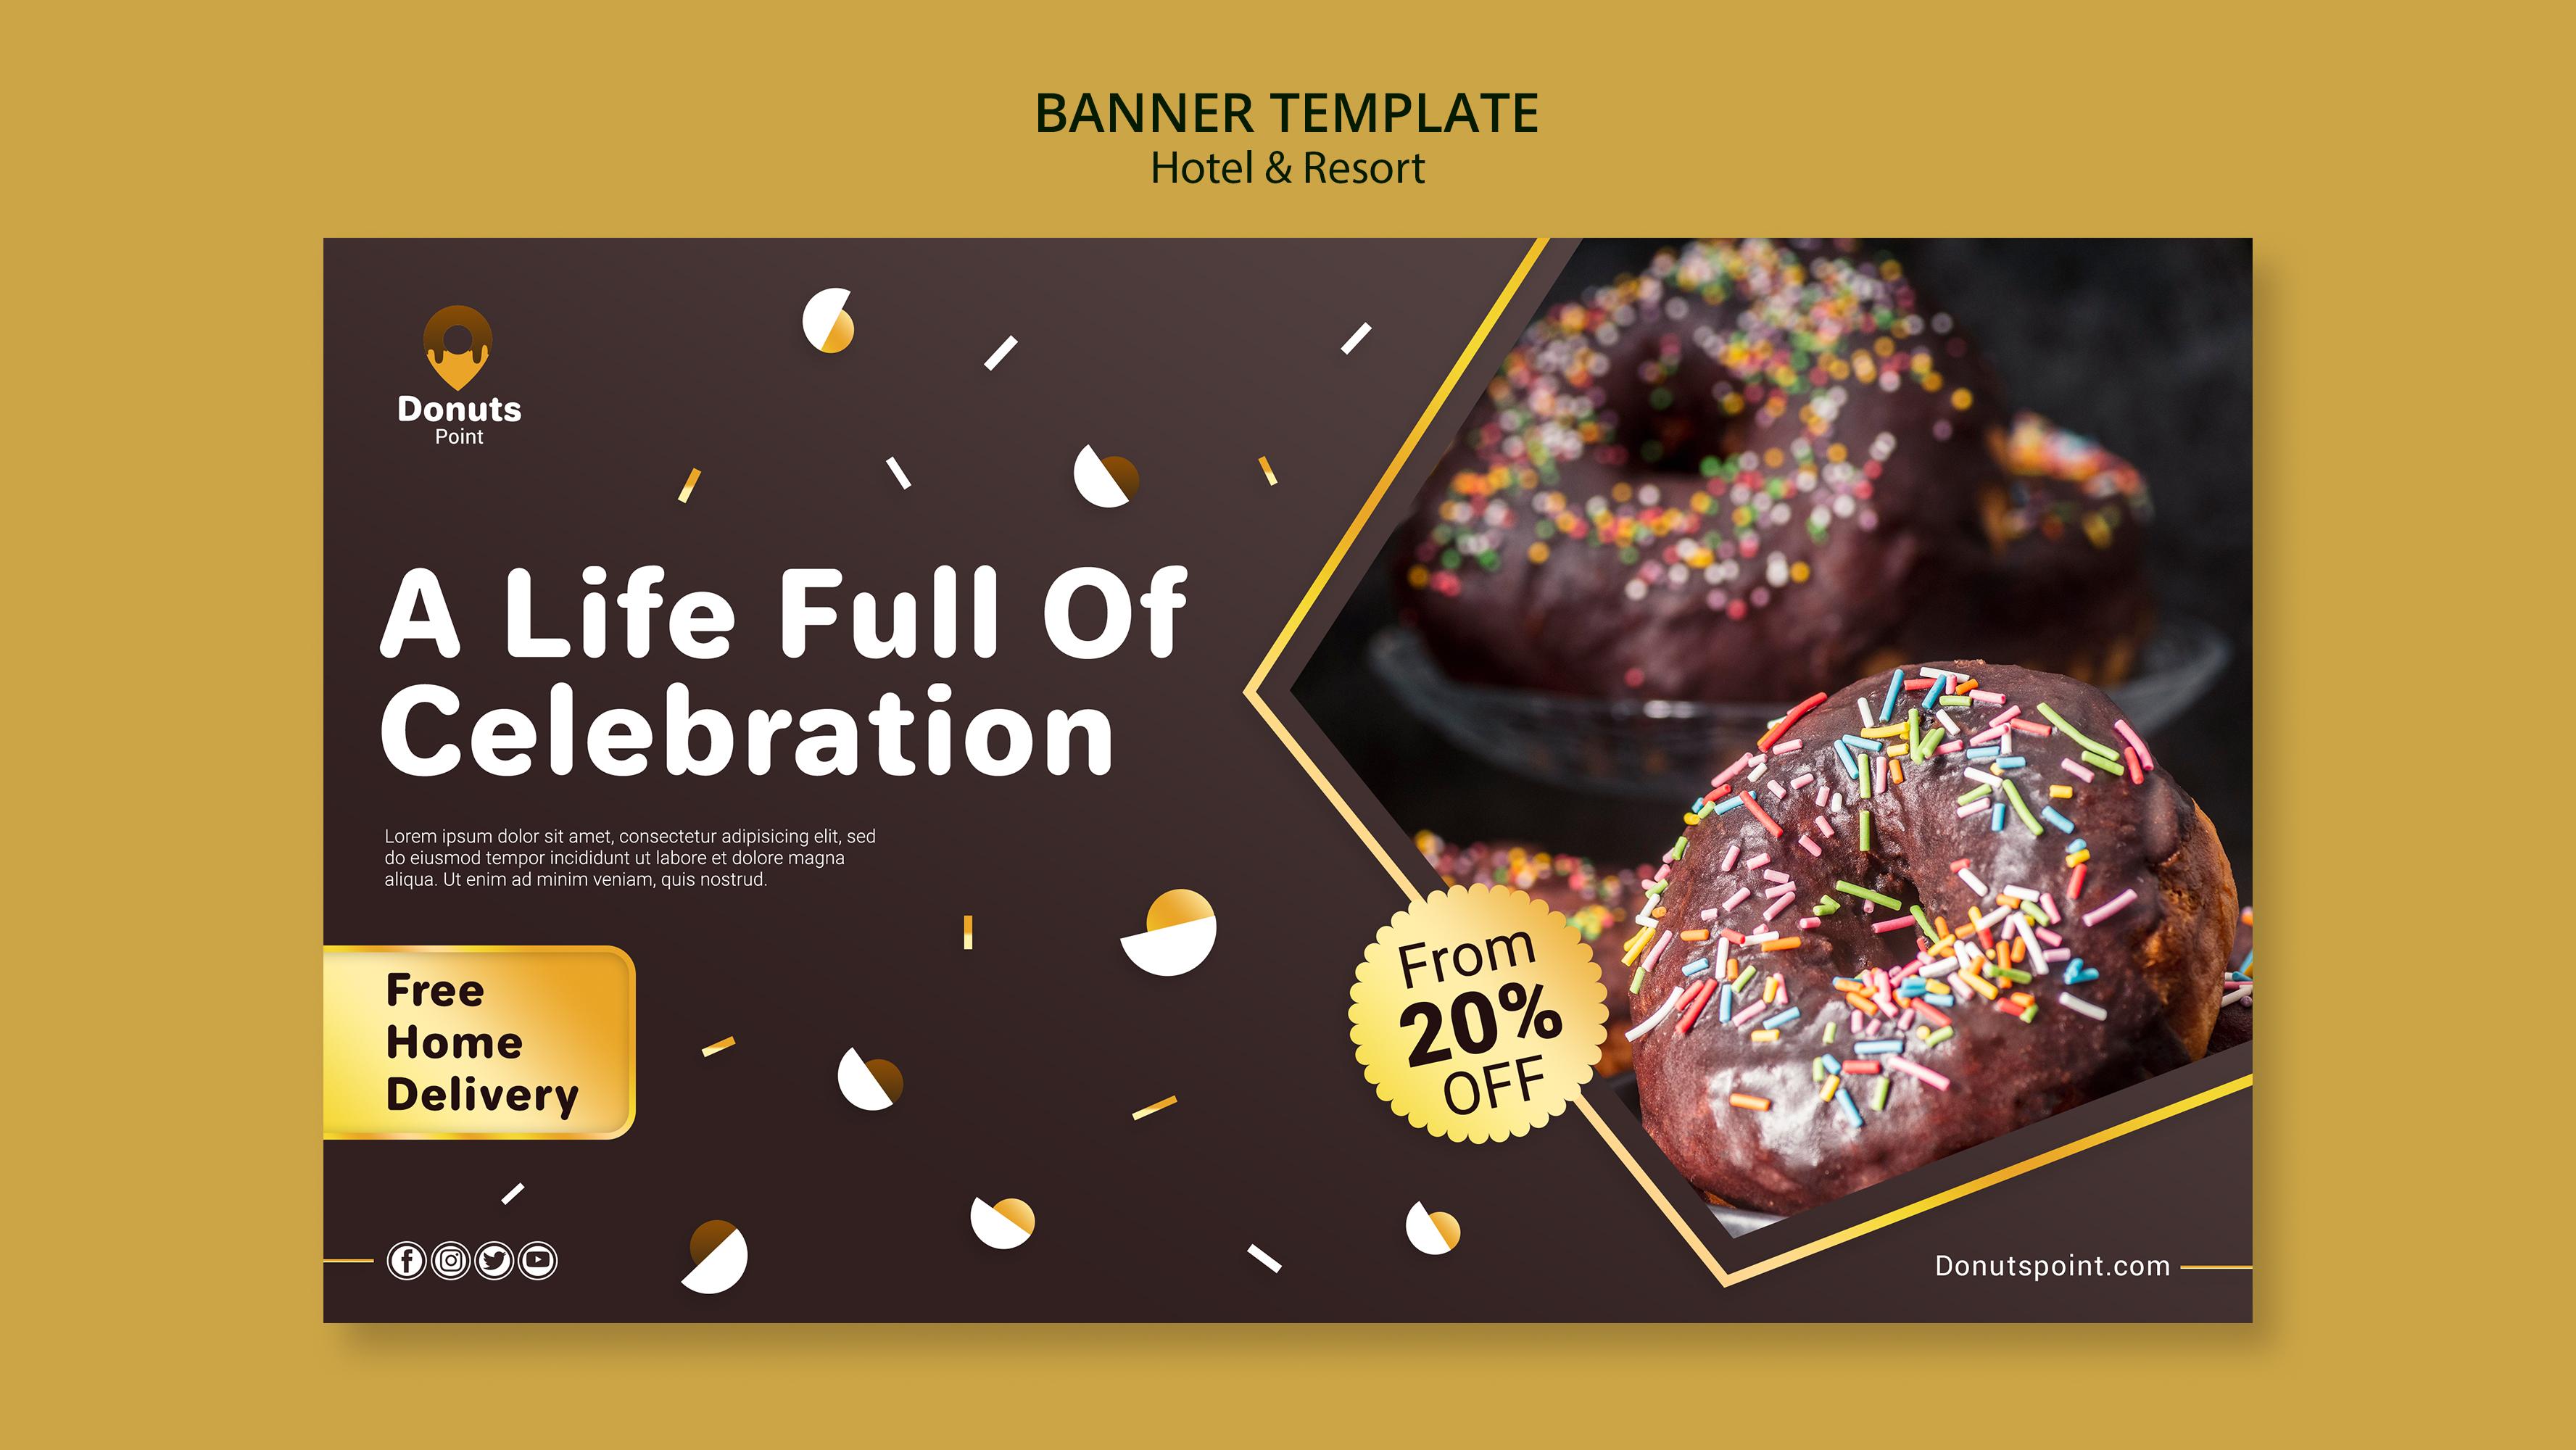 BANNER TEMPLATE
Hotel & Resort
Donuts
Point
A Life Full Of
Celebration
Lorem ipsum dolor sit amet, consectetur adipisicing elit, sed
do eiusmod tempor incididunt ut labore et dolore magna
aliqua. Ut enim ad minim veniam, quis nostrud.
Free
Home
Delivery
From
20%
OFF
Donutspoint.com